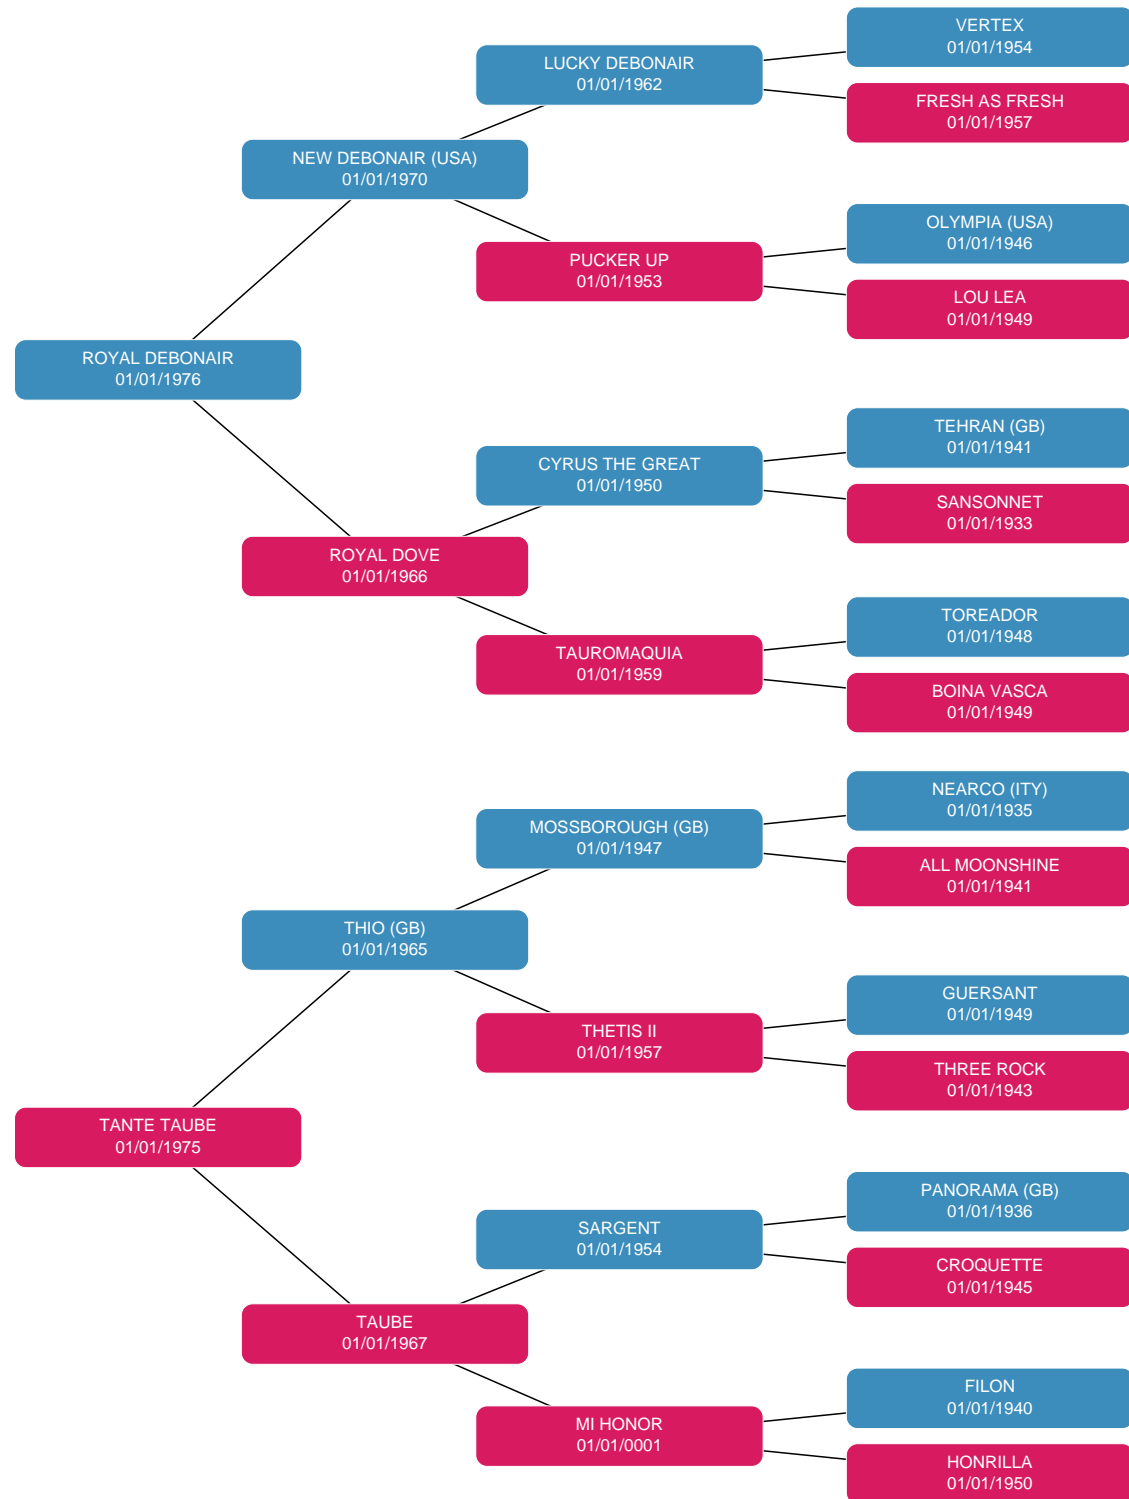 VERTEX
01/01/1954
LUCKY DEBONAIR
01/01/1962
FRESH AS FRESH
01/01/1957
NEW DEBONAIR (USA)
01/01/1970
OLYMPIA (USA)
01/01/1946
PUCKER UP
01/01/1953
LOU LEA
01/01/1949
ROYAL DEBONAIR
01/01/1976
TEHRAN (GB)
01/01/1941
CYRUS THE GREAT
01/01/1950
SANSONNET
01/01/1933
ROYAL DOVE
01/01/1966
TOREADOR
01/01/1948
TAUROMAQUIA
01/01/1959
BOINA VASCA
01/01/1949
NEARCO (ITY)
01/01/1935
MOSSBOROUGH (GB)
01/01/1947
ALL MOONSHINE
01/01/1941
THIO (GB)
01/01/1965
GUERSANT
01/01/1949
THETIS II
01/01/1957
THREE ROCK
01/01/1943
TANTE TAUBE
01/01/1975
PANORAMA (GB)
01/01/1936
SARGENT
01/01/1954
CROQUETTE
01/01/1945
TAUBE
01/01/1967
FILON
01/01/1940
MI HONOR
01/01/0001
HONRILLA
01/01/1950